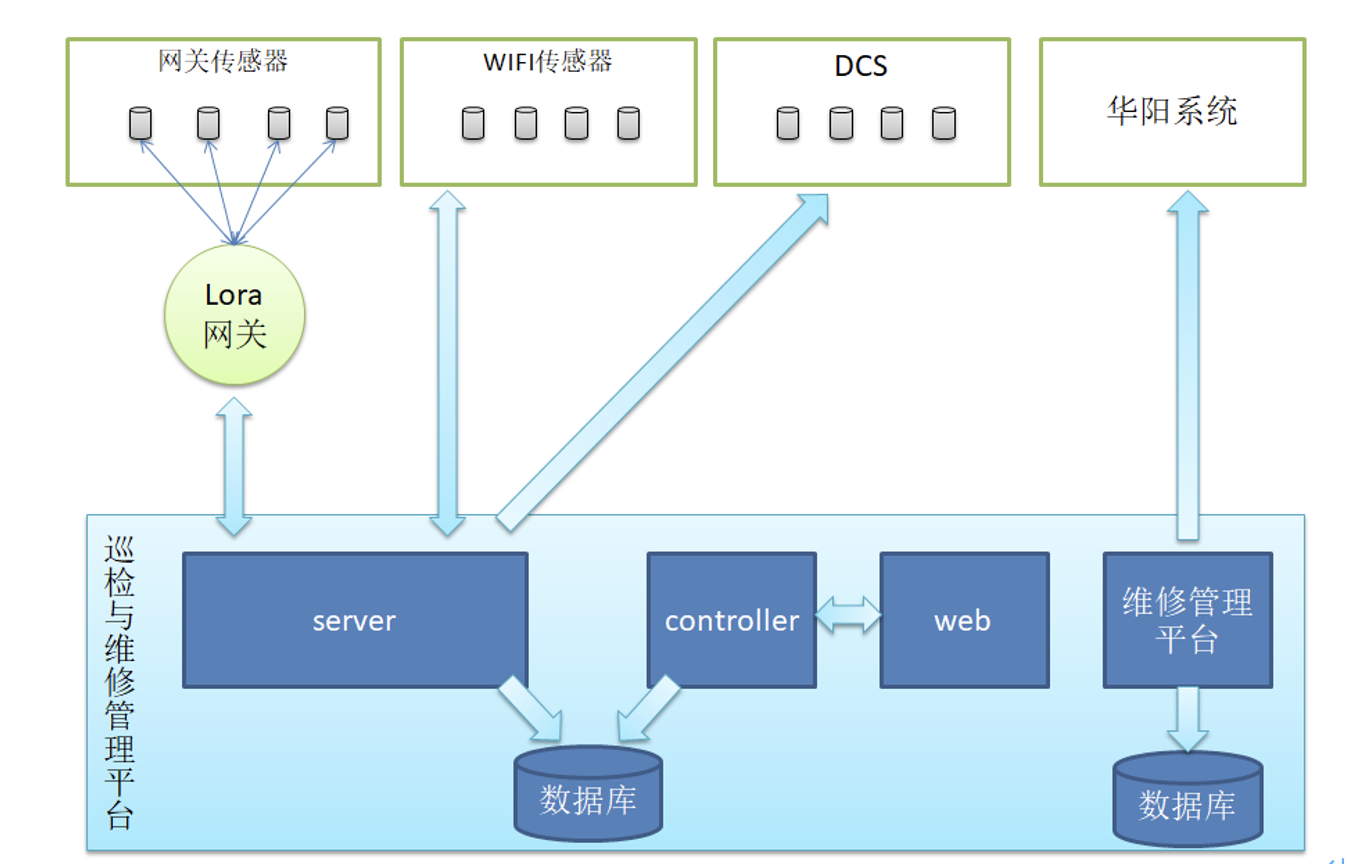 网关传感器
WIFI传感器
DCS
华阳系统
Lora
网关
巡检与维修管理平台
server
controller
web
维修管理
平台
数据库
数据库